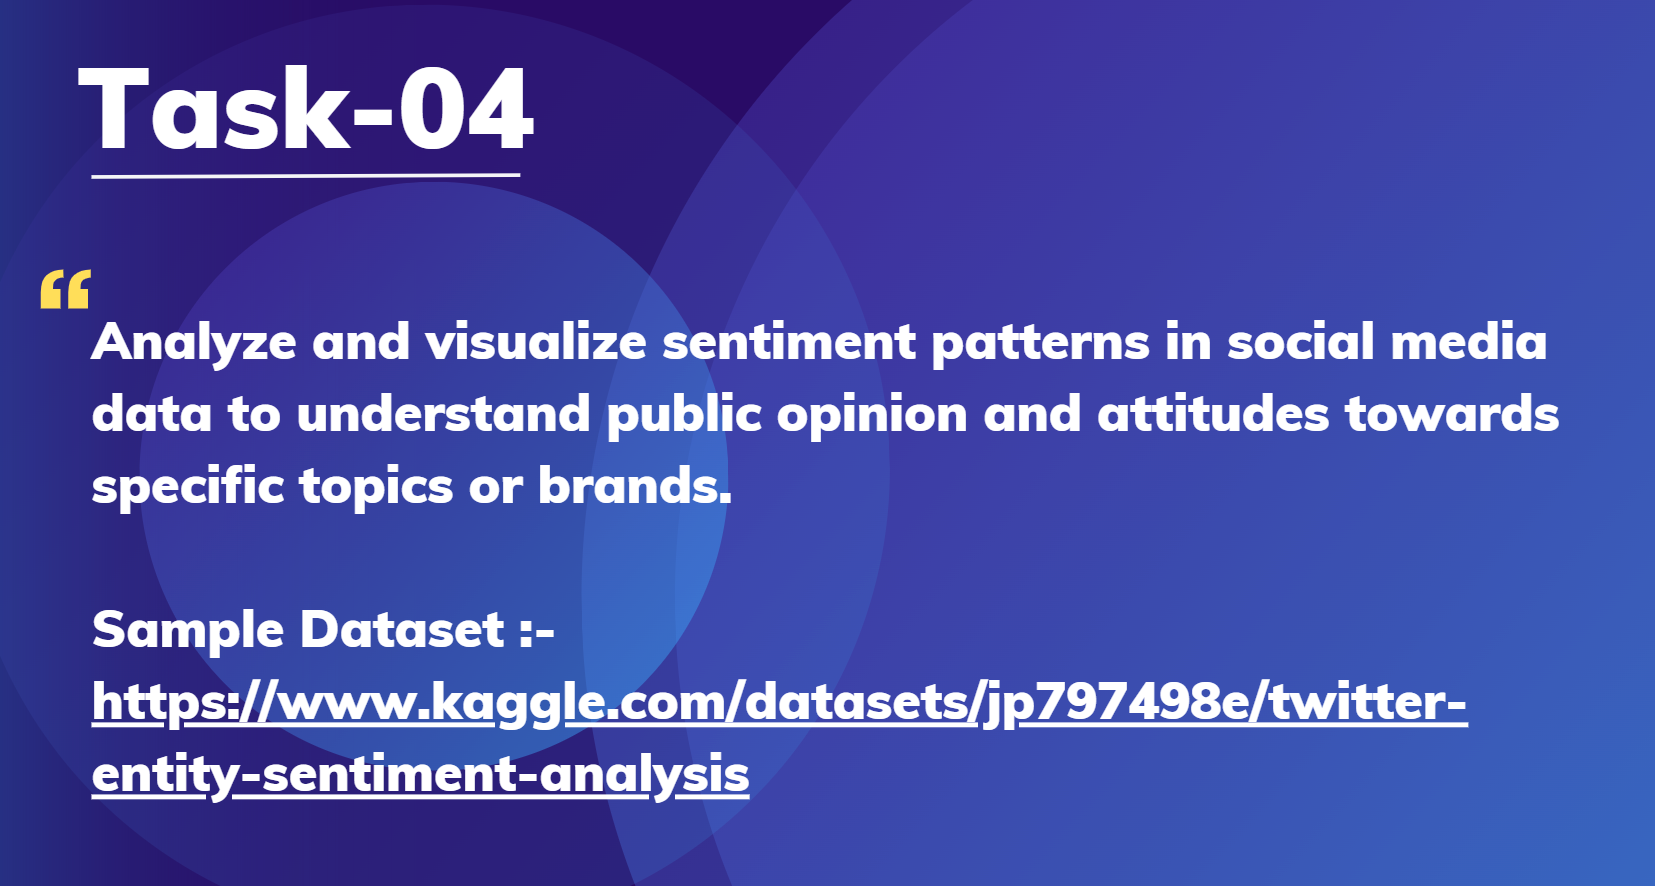 Task-04
“
Analyze and visualize sentiment patterns in social media
data to understand public opinion and attitudes towards
specific topics or brands.
Sample Dataset :-
https://www.kaggle.com/datasets/jp797498e/twitter-
entity-sentiment-analysis